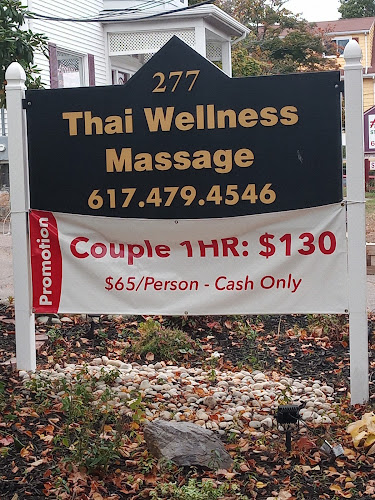 277
Thai Wellness
Massage
617.479.4546
Promotion
Couple 1HR: $130
$65/Person - Cash Only